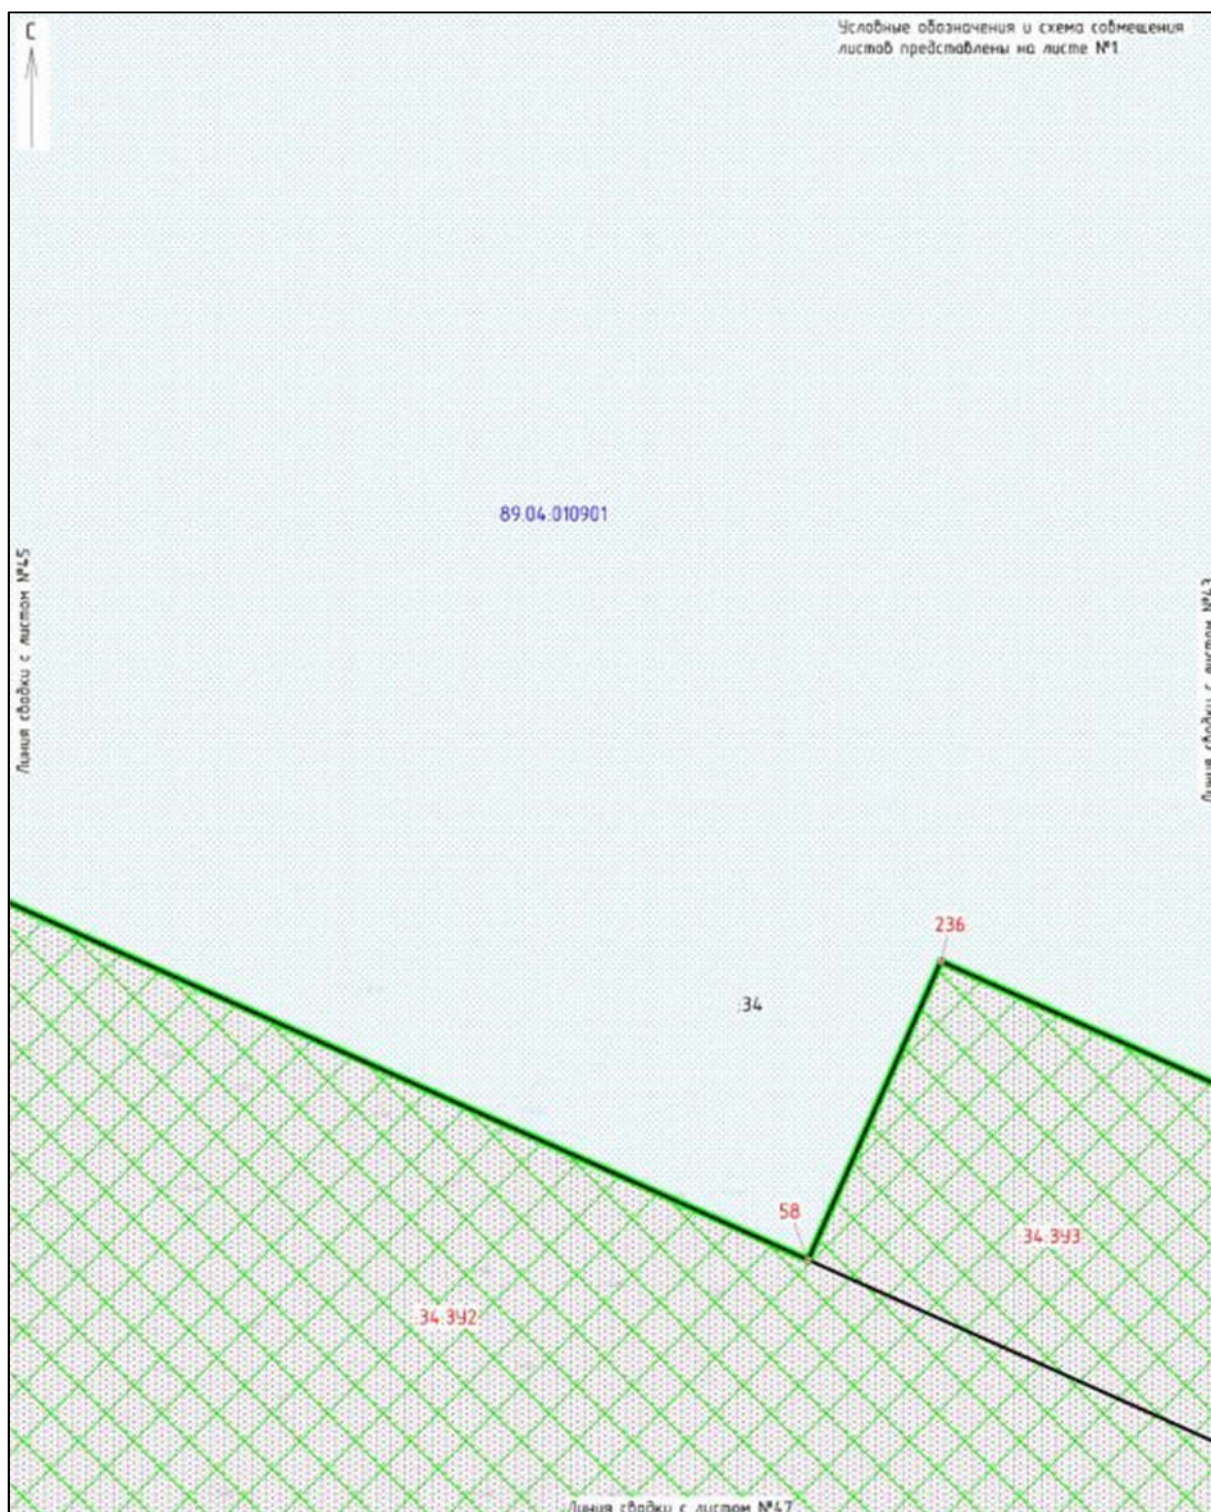 С
Условные обозначения и схема совмещения
листов представлены на листе №1
89:04:010901
Линия сводки с листом №45
Линия сводки с листом №43
236
:34
58
34:ЗУ3
34:ЗУ2
Линия сводки с листом №47